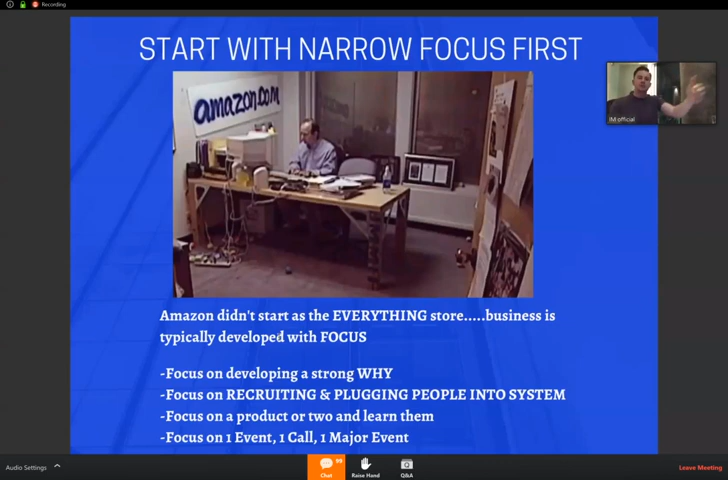 Recording
START WITH NARROW FOCUS FIRST
amazon.com
IM official
Amazon didn't start as the EVERYTHING store.....business is
typically developed with FOCUS
-Focus on developing a strong WHY
-Focus on RECRUITING & PLUGGING PEOPLE INTO SYSTEM
-Focus on a product or two and learn them
-Focus on 1 Event, 1 Call, 1 Major Event
Audio Settings
Chat
Raise Hand
Q&A
Leave Meeting